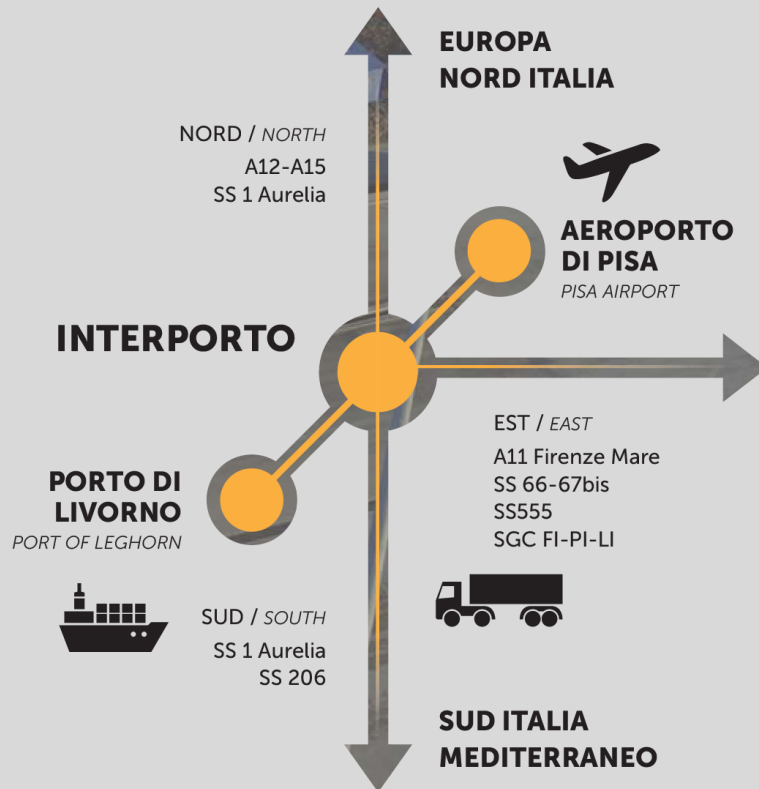 EUROPA
NORD ITALIA
NORD / NORTH
A12-A15
SS 1 Aurelia
AEROPORTO
DI PISA
PISA AIRPORT
INTERPORTO
EST / EAST
A11 Firenze Mare
SS 66-67bis
SS555
SGC FI-PI-LI
PORTO DI
LIVORNO
PORT OF LEGHORN
SUD / SOUTH
SS 1 Aurelia
SS 206
SUD ITALIA
MEDITERRANEO